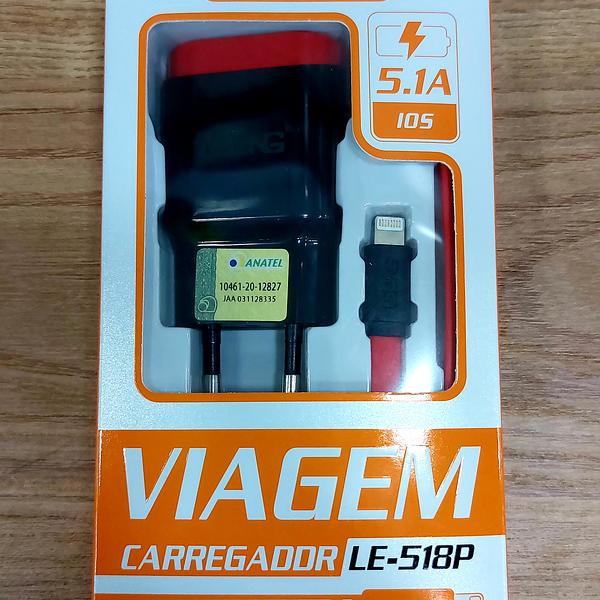 5.1A
IOS
ANATEL
10461-20-12827
JAA 031128335
VIAGEM
CARREGADOR LE-518P